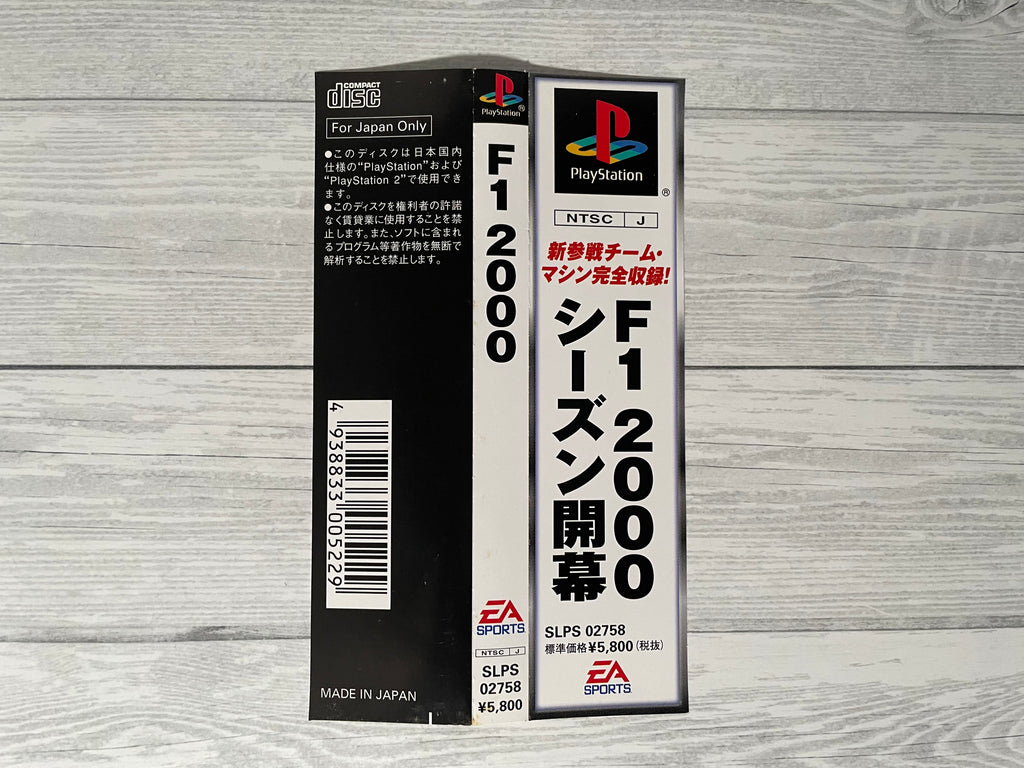 COMPACT
disc
For Japan Only
●このディスクは日本国内
仕様の“PlayStation”および
“PlayStation 2”で使用でき
ます。
●このディスクを権利者の許諾
なく賃貸業に使用することを禁
止します。また、ソフトに含まれ
るプログラム等著作物を無断で
解析することを禁止します。
4 938833 005229
MADE IN JAPAN
PlayStation®
F1 2000
EA
SPORTS
NTSC J
SLPS
02758
¥5,800
PlayStation
®
NTSC J
新参戦チーム・
マシン完全収録!
F1 2000
シーズン開幕
SLPS 02758
標準価格¥5,800(税抜)
EA
SPORTS